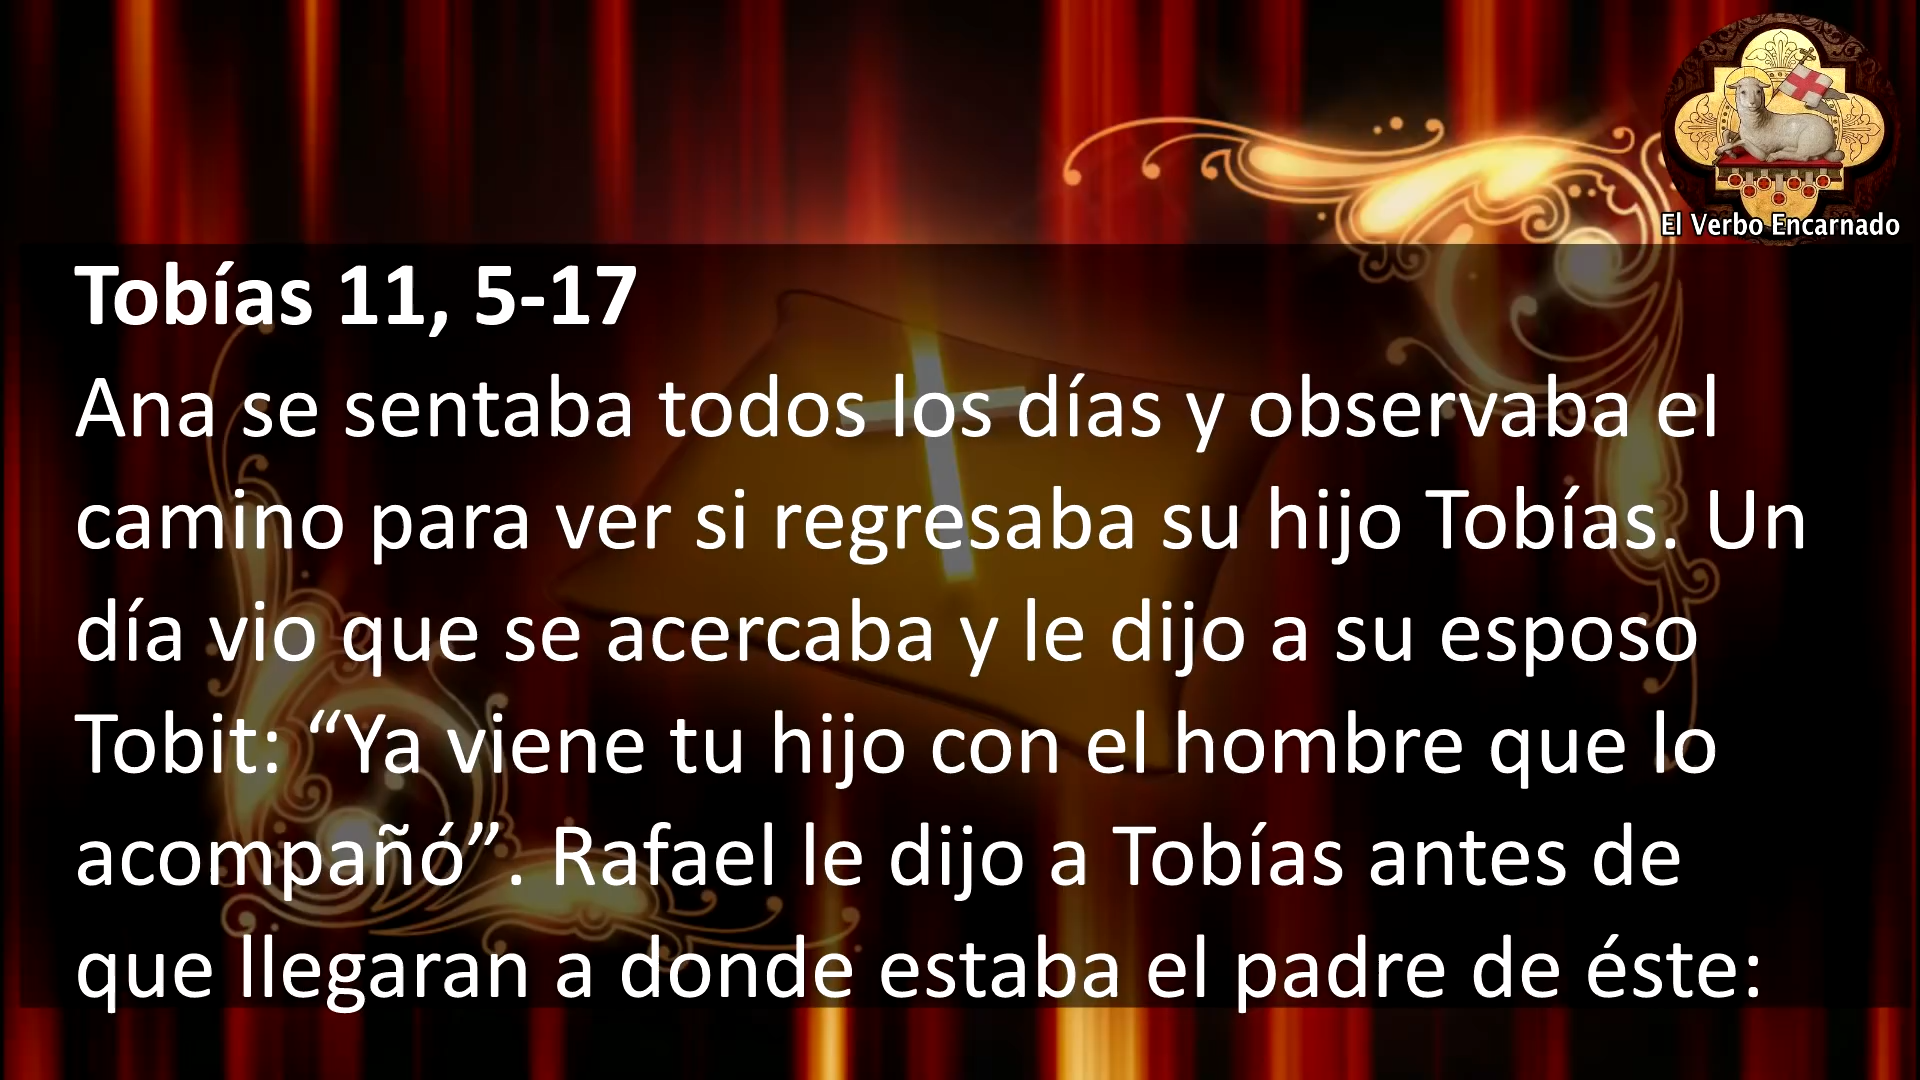 El Verbo Encarnado
Tobías 11, 5-17
Ana se sentaba todos los días y observaba el
camino para ver si regresaba su hijo Tobías. Un
día vio que se acercaba y le dijo a su esposo
Tobit: “Ya viene tu hijo con el hombre que lo
acompañó”. Rafael le dijo a Tobías antes de
que llegaran a donde estaba el padre de éste: